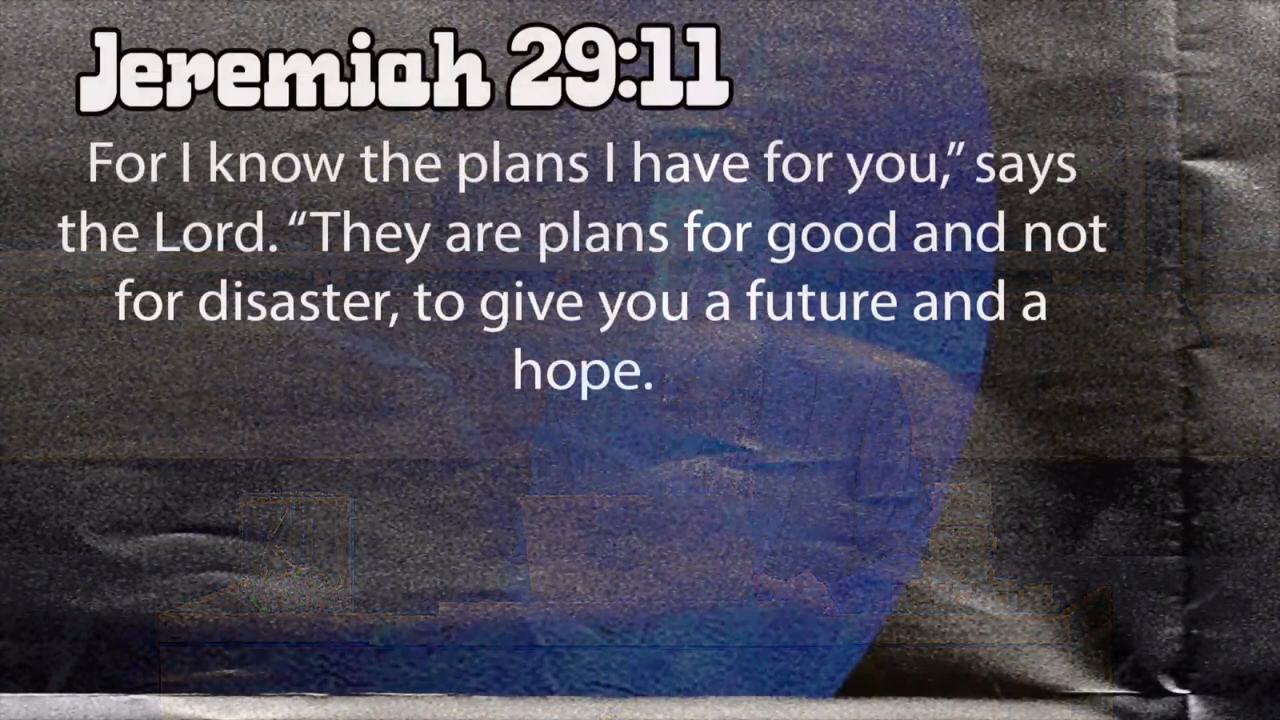 Jeremiah 29:11
For I know the plans I have for you,” says
the Lord. “They are plans for good and not
for disaster, to give you a future and a
hope.